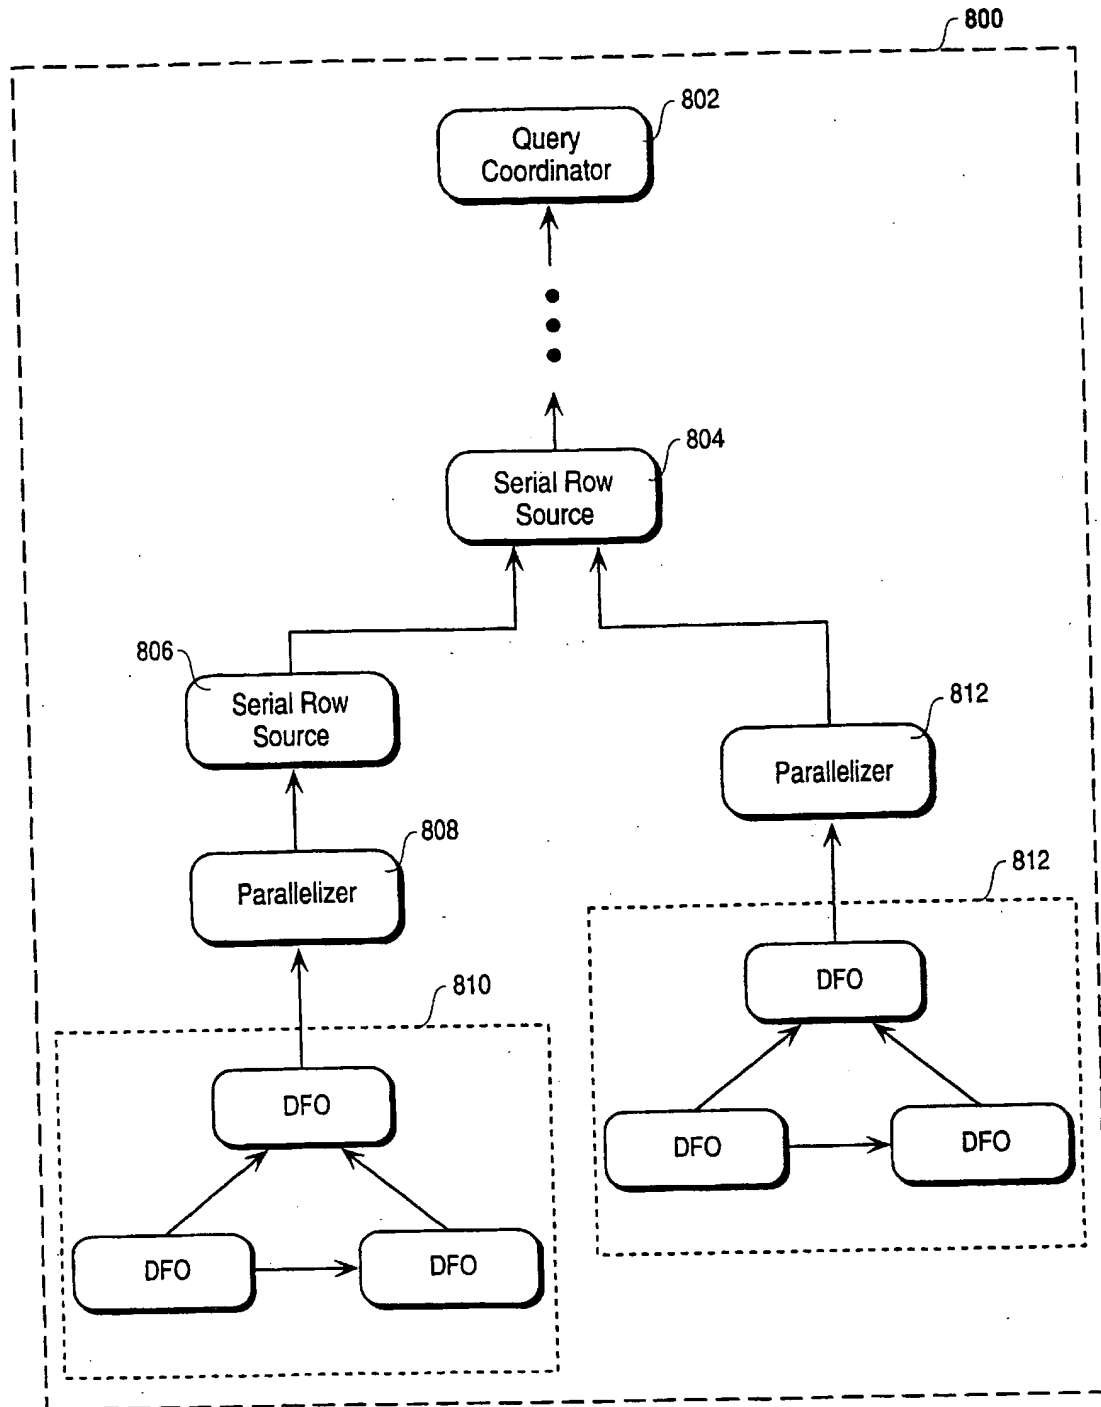 800
802
Query
Coordinator
804
Serial Row
Source
806
Serial Row
Source
812
Parallelizer
808
Parallelizer
812
DFO
DFO
DFO
810
DFO
DFO
DFO